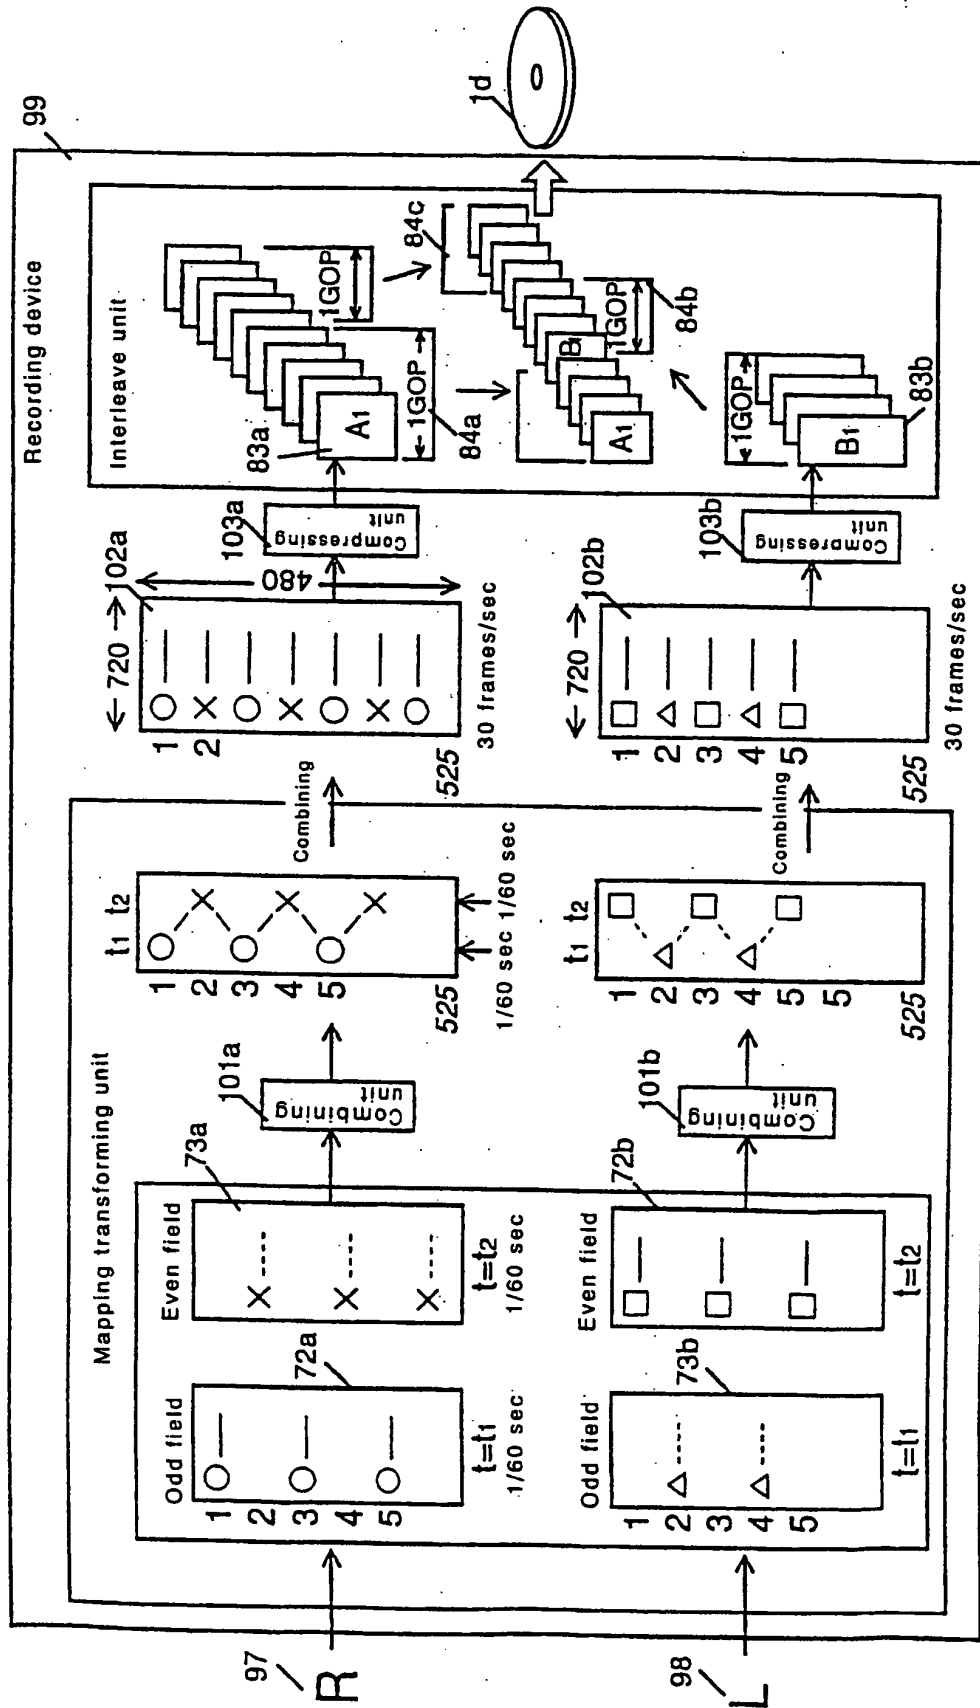 99
Recording device
Mapping transforming unit
Interleave unit
97
R
Odd field
1
2
3
4
5
72a
t=t1
1/60 sec
Even field
73a
t=t2
1/60 sec
101a
Combining
unit
t1 t2
1
2
3
4
5
525
1/60 sec 1/60 sec
Combining
720
102a
1
2
525
480
30 frames/sec
103a
Compressing
unit
83a
A1
1GOP
84a
1GOP
84c
A1
B1
1GOP
84b
1d
98
L
Odd field
1
2
3
4
5
73b
t=t1
Even field
72b
t=t2
101b
Combining
unit
t1 t2
1
2
3
4
5
5
525
Combining
720
102b
1
2
3
4
5
525
30 frames/sec
103b
Compressing
unit
1GOP
B1
83b